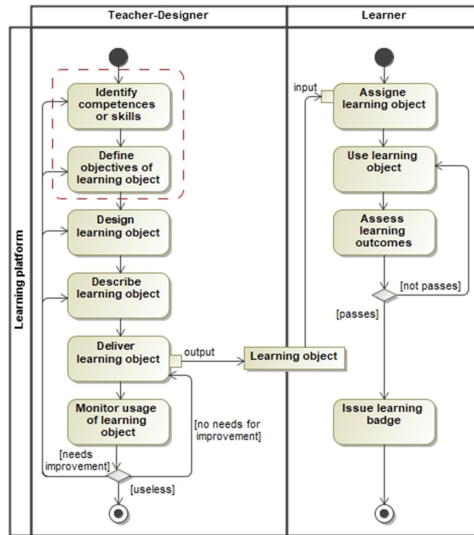 Teacher-Designer
Learner
Learning platform
Identify
competences
or skills
Define
objectives of
learning object
Design
learning object
Describe
learning object
Deliver
learning object
output
Learning object
Monitor usage
of learning
object
[no needs for
improvement]
[needs
improvement]
[useless]
input
Assigne
learning object
Use learning
object
Assess
learning
outcomes
[not passes]
[passes]
Issue learning
badge